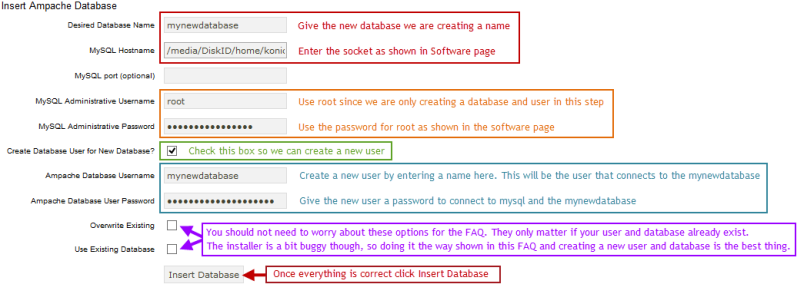 Insert Ampache Database
Desired Database Name mynewdatabase Give the new database we are creating a name
MySQL Hostname /media/DiskID/home/konic Enter the socket as shown in Software page
MySQL port (optional)
MySQL Administrative Username root Use root since we are only creating a database and user in this step
MySQL Administrative Password •••••••••••••••• Use the password for root as shown in the software page
Create Database User for New Database? Check this box so we can create a new user
Ampache Database Username mynewdatabase Create a new user by entering a name here. This will be the user that connects to the mynewdatabase
Ampache Database User Password •••••••••••••••••••• Give the new user a password to connect to mysql and the mynewdatabase
Overwrite Existing
You should not need to worry about these options for the FAQ. They only matter if your user and database already exist.
Use Existing Database
The installer is a bit buggy though, so doing it the way shown in this FAQ and creating a new user and database is the best thing.
Insert Database Once everything is correct click Insert Database